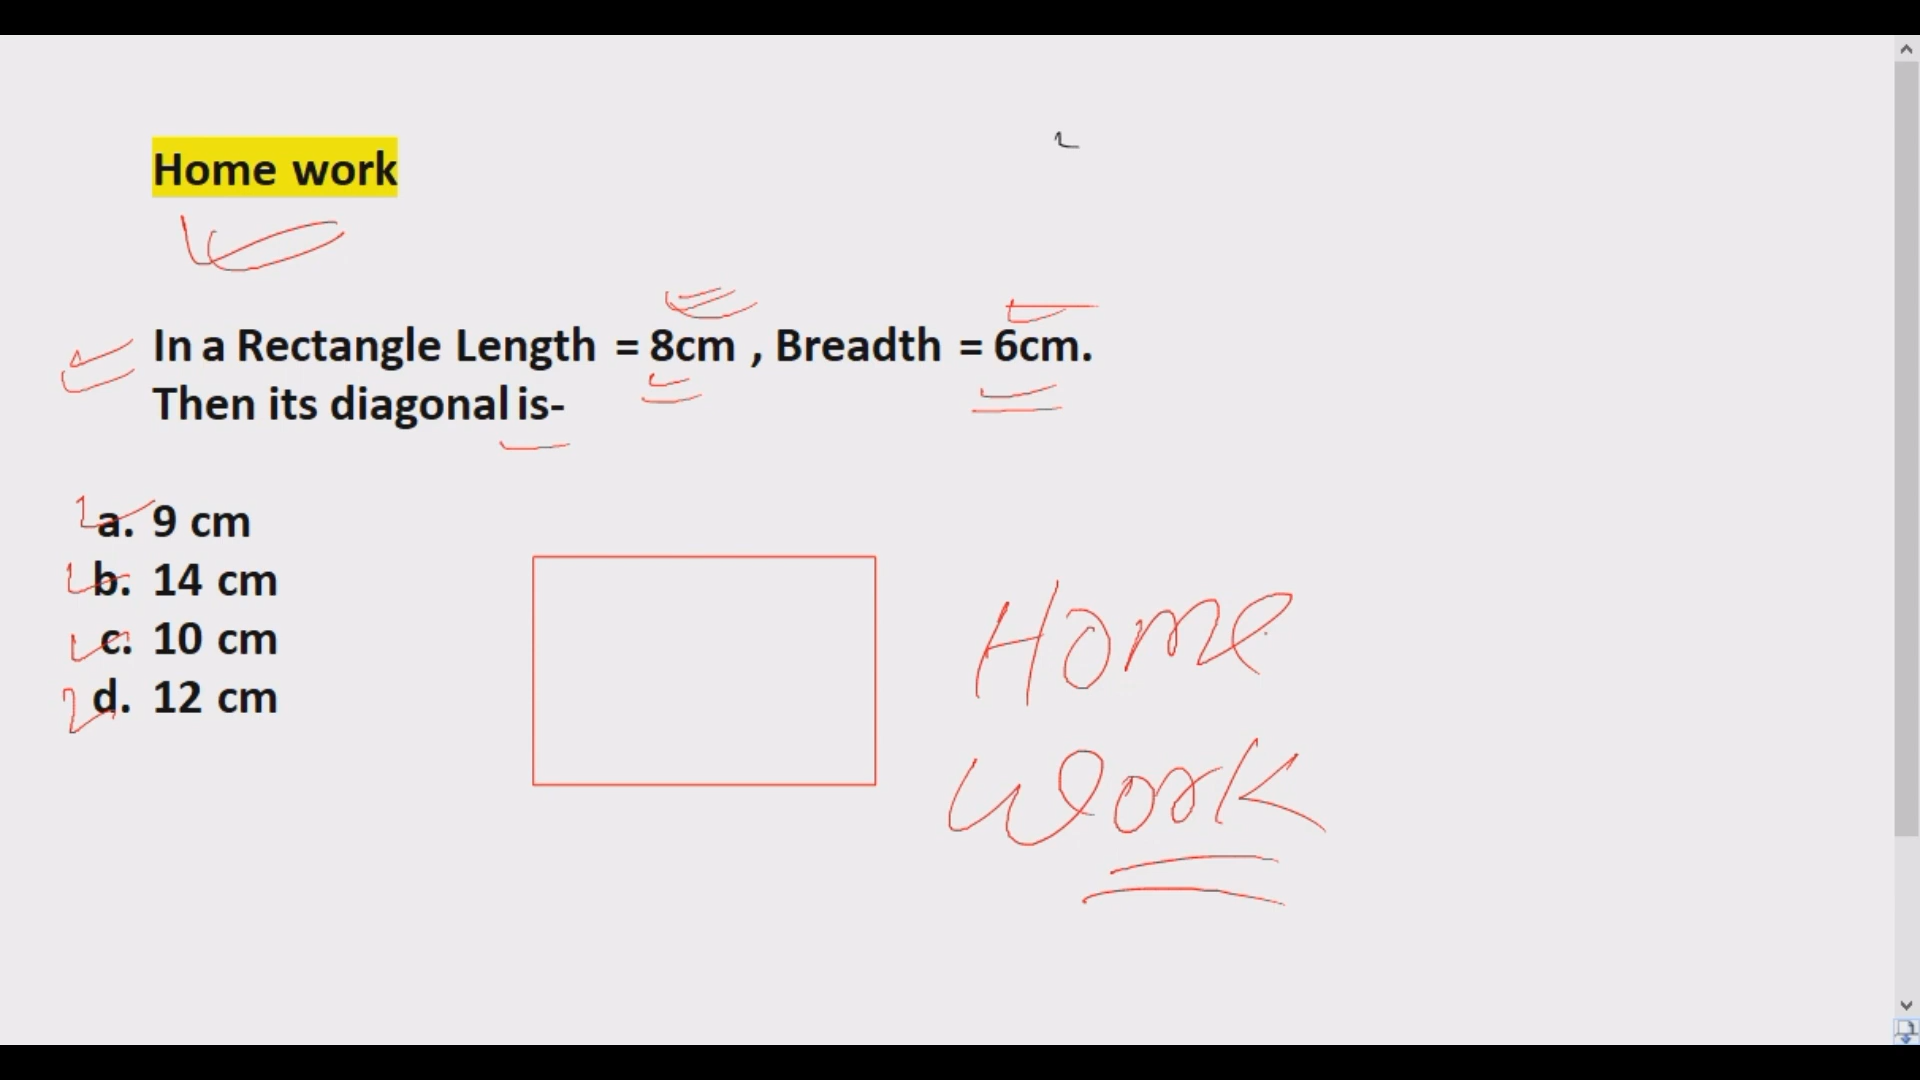 Home work
In a Rectangle Length = 8cm , Breadth = 6cm.
Then its diagonal is-
a. 9 cm
b. 14 cm
c. 10 cm
d. 12 cm
Home
Work